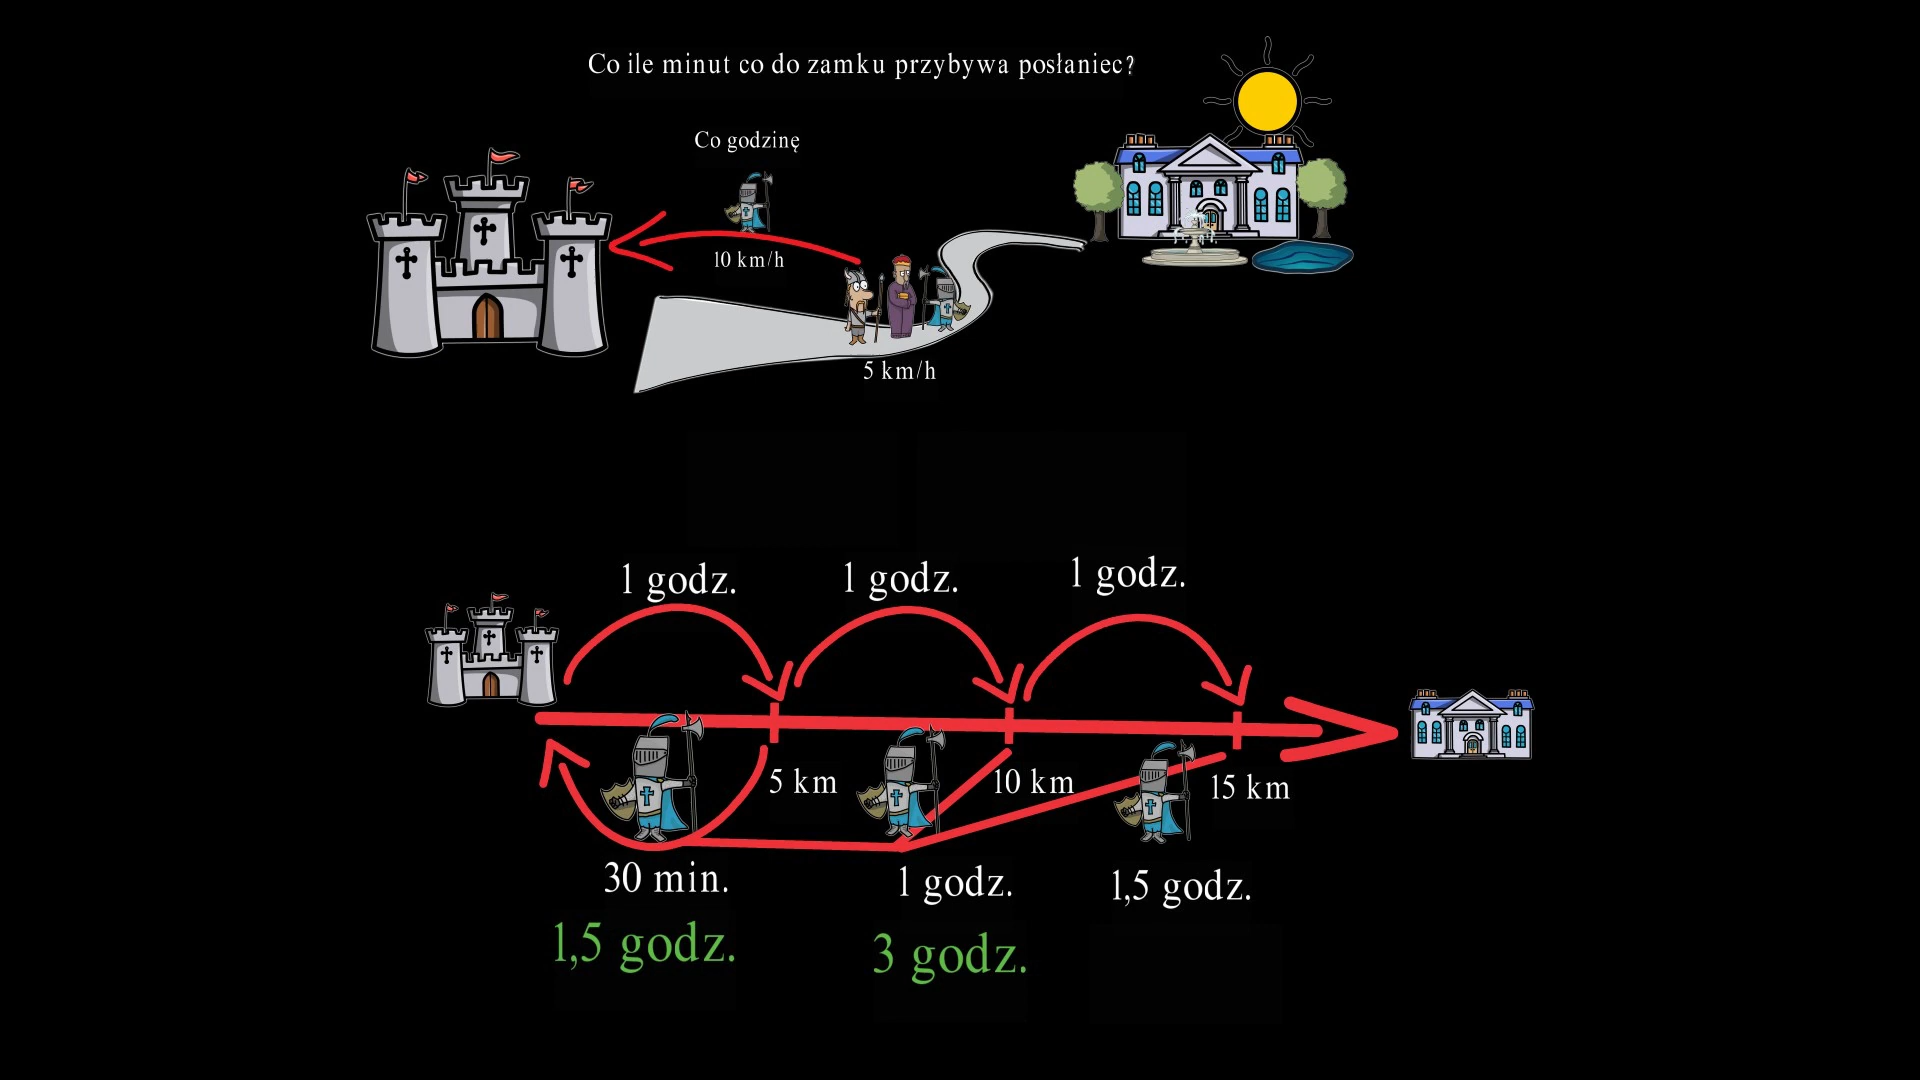 Co ile minut co do zamku przybywa posłaniec?
Co godzinę
10 km/h
5 km/h
1 godz.
1 godz.
1 godz.
5 km
10 km
15 km
30 min.
1 godz.
1,5 godz.
1,5 godz.
3 godz.